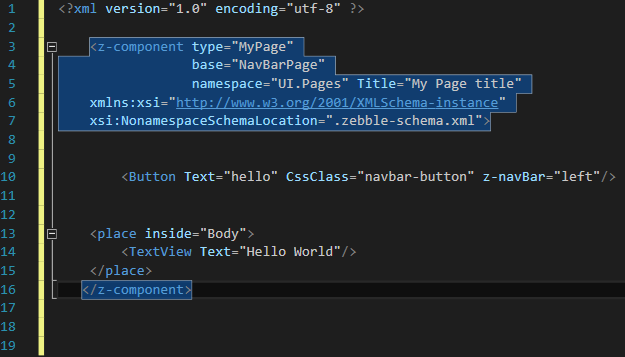 1 <?xml version="1.0" encoding="utf-8" ?>
2
3 <z-component type="MyPage"
4 base="NavBarPage"
5 namespace="UI.Pages" Title="My Page title"
6 xmlns:xsi="http://www.w3.org/2001/XMLSchema-instance"
7 xsi:NonamespaceSchemaLocation=".zebble-schema.xml">
8
9
10 <Button Text="hello" CssClass="navbar-button" z-navBar="left"/>
11
12
13 <place inside="Body">
14 <TextView Text="Hello World"/>
15 </place>
16 </z-component>
17
18
19